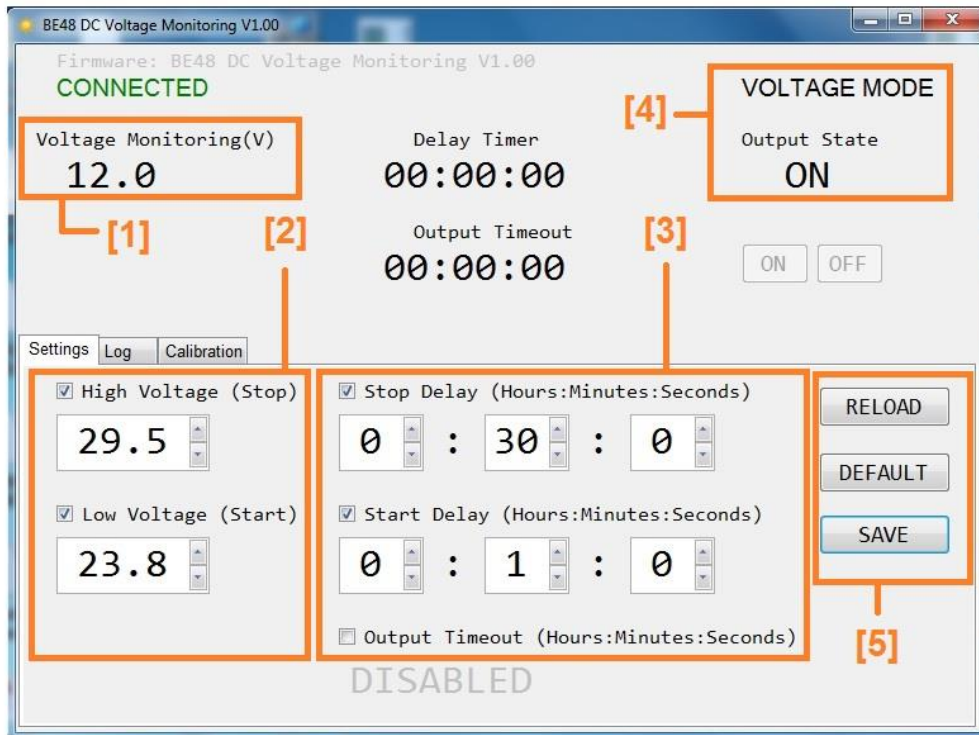 BE48 DC Voltage Monitoring V1.00
Firmware: BE48 DC Voltage Monitoring V1.00
CONNECTED
VOLTAGE MODE
[4]
Voltage Monitoring(V)
Delay Timer
Output State
12.0
00:00:00
ON
[1]
[2]
Output Timeout
[3]
00:00:00
ON
OFF
Settings
Log
Calibration
High Voltage (Stop)
29.5
Low Voltage (Start)
23.8
Stop Delay (Hours:Minutes:Seconds)
0 : 30 : 0
Start Delay (Hours:Minutes:Seconds)
0 : 1 : 0
Output Timeout (Hours:Minutes:Seconds)
DISABLED
RELOAD
DEFAULT
SAVE
[5]